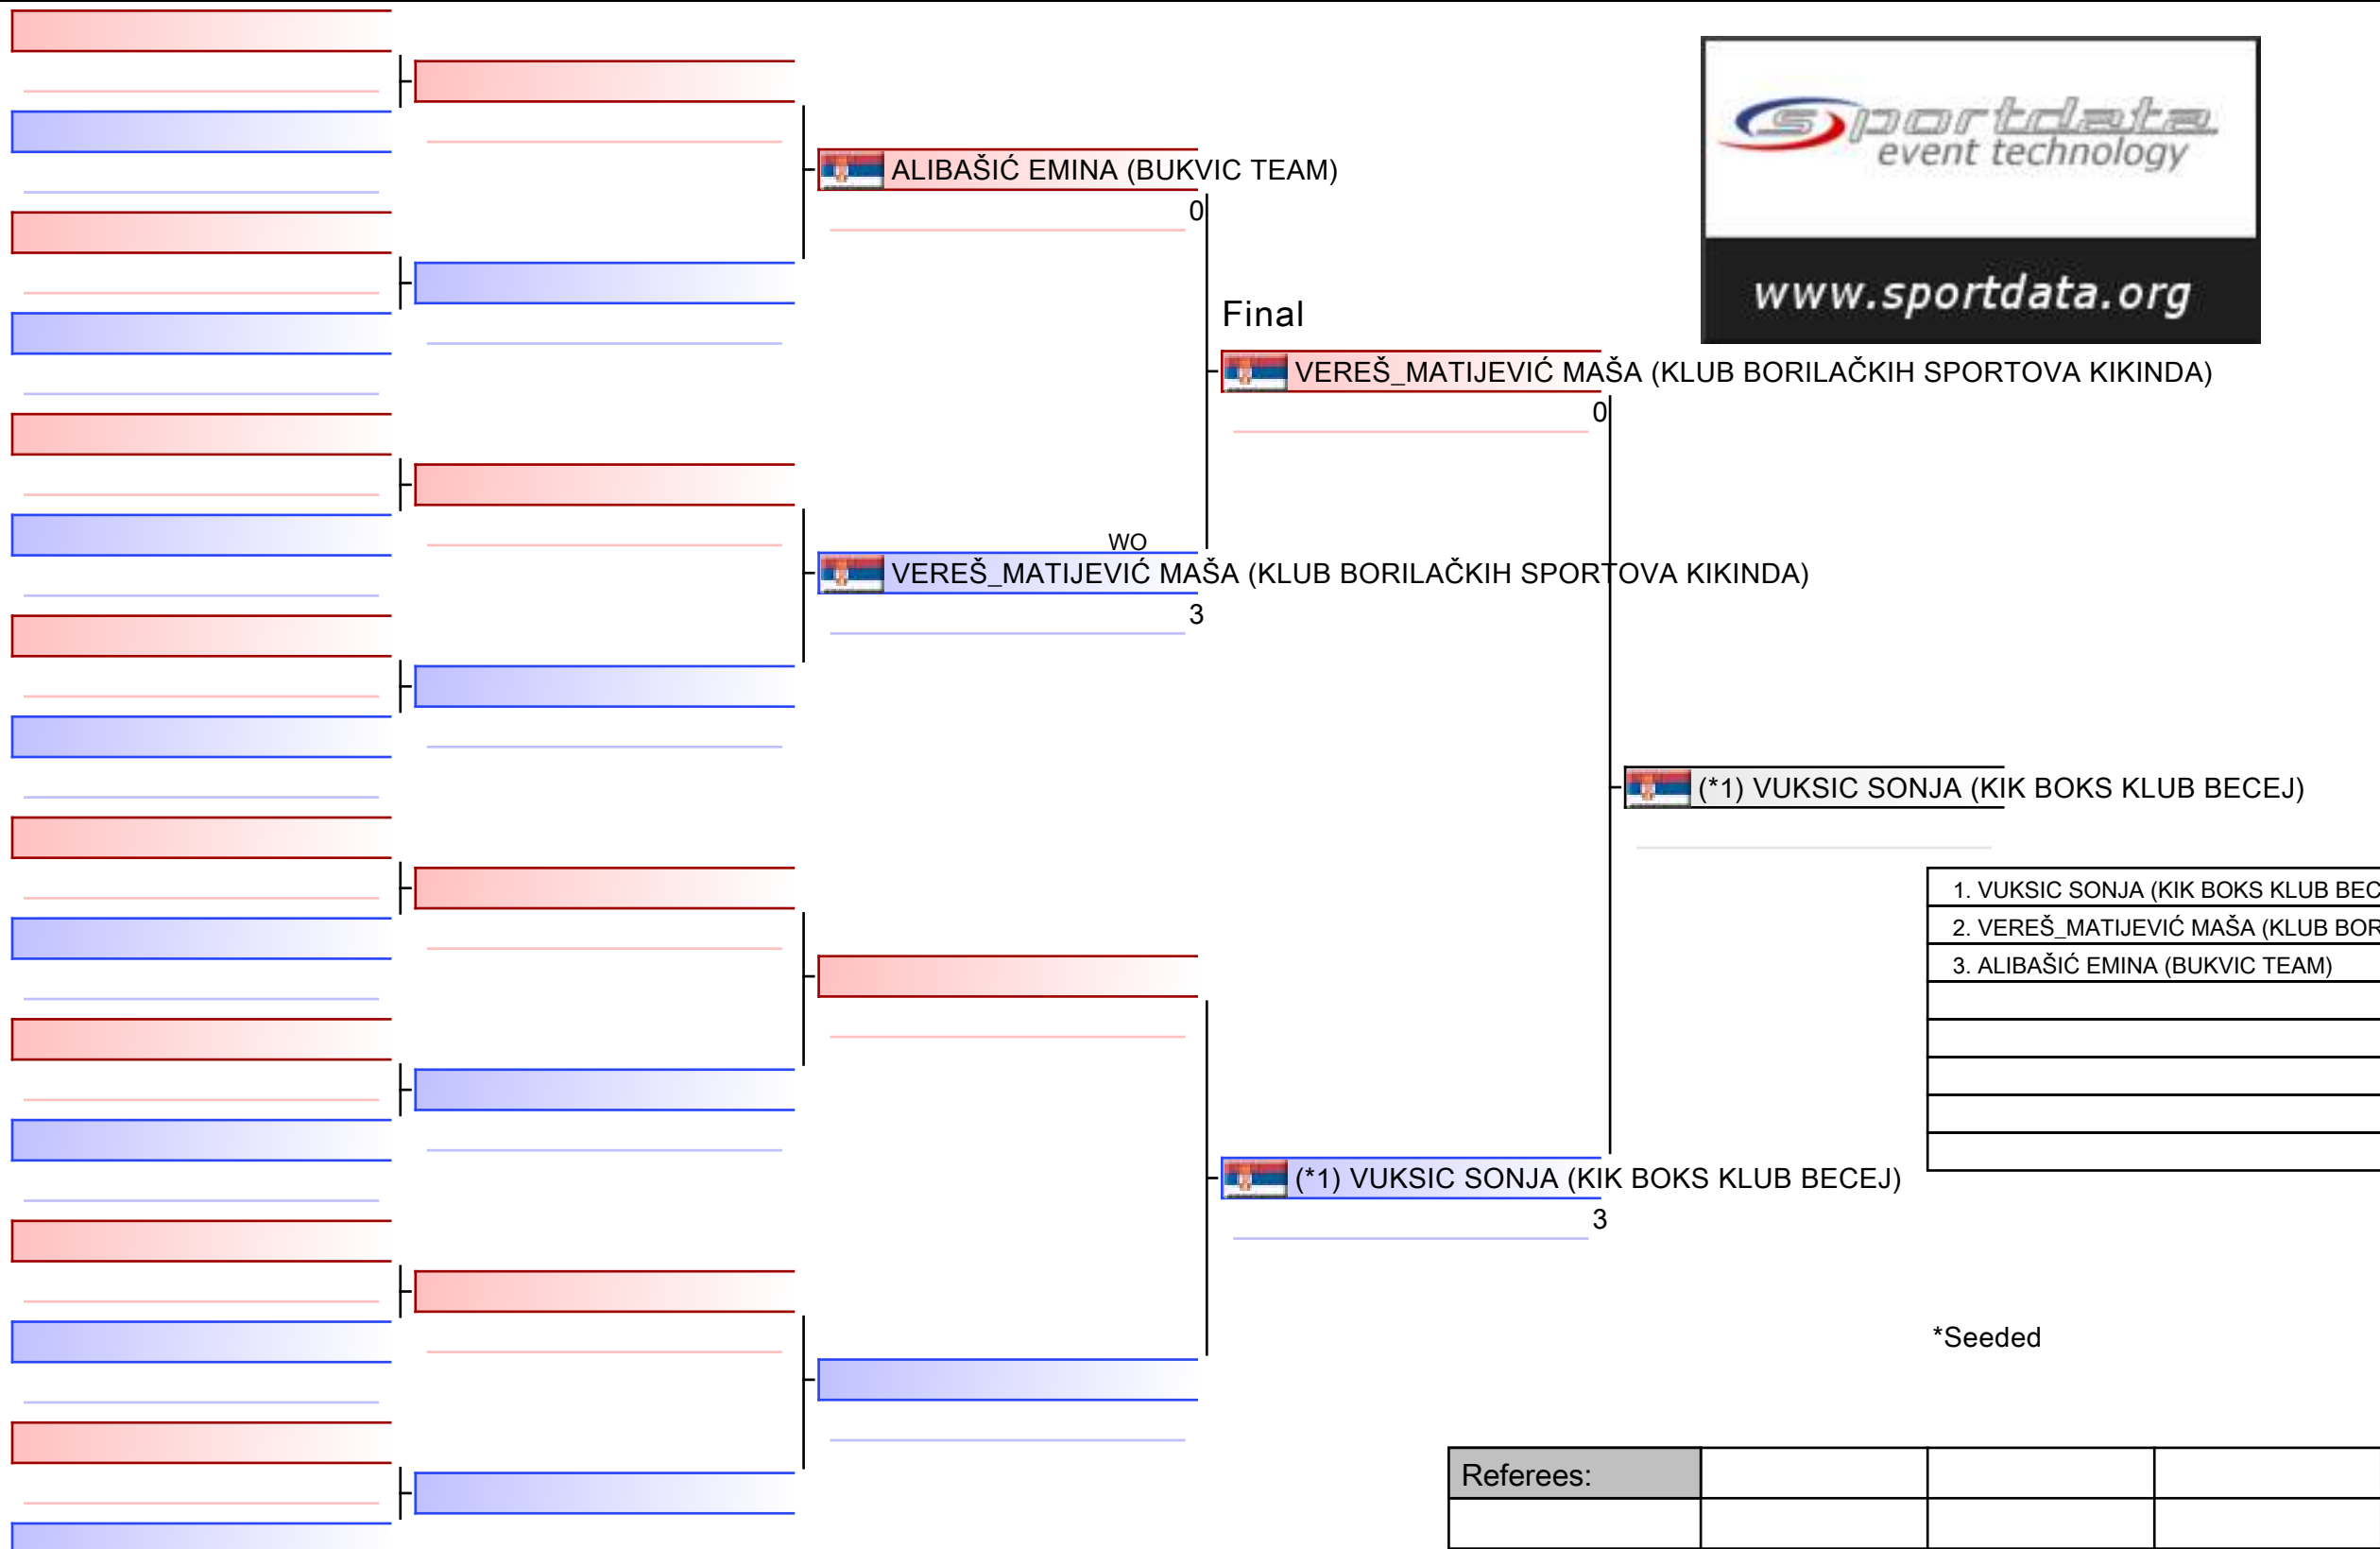 sportdata
event technology
www.sportdata.org
ALIBAŠIĆ EMINA (BUKVIC TEAM)
0
Final
VEREŠ_MATIJEVIĆ MAŠA (KLUB BORILAČKIH SPORTOVA KIKINDA)
0
WO
VEREŠ_MATIJEVIĆ MAŠA (KLUB BORILAČKIH SPORTOVA KIKINDA)
3
(*1) VUKSIC SONJA (KIK BOKS KLUB BECEJ)
1. VUKSIC SONJA (KIK BOKS KLUB BEC
2. VEREŠ_MATIJEVIĆ MAŠA (KLUB BOR
3. ALIBAŠIĆ EMINA (BUKVIC TEAM)
(*1) VUKSIC SONJA (KIK BOKS KLUB BECEJ)
3
*Seeded
Referees: